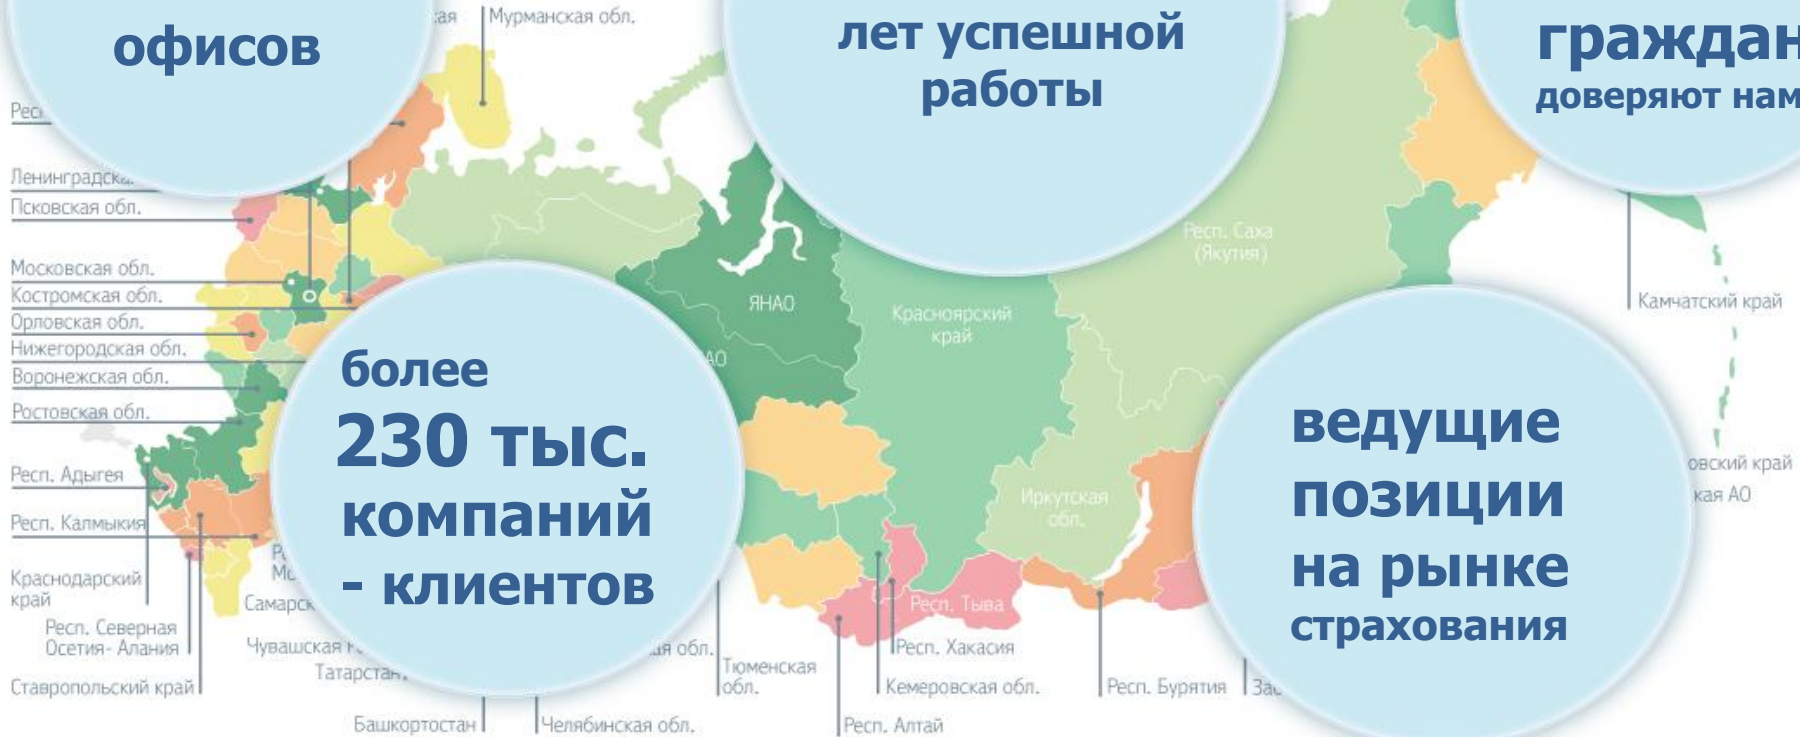 офисов
лет успешной
работы
граждан
доверяют нам
Мурманская обл.
Псковская обл.
Московская обл.
Костромская обл.
Орловская обл.
Нижегородская обл.
Воронежская обл.
Ростовская обл.
Респ. Адыгея
Респ. Калмыкия
Краснодарский
край
Респ. Северная
Осетия- Алания
Ставропольский край
более
230 тыс.
компаний
- клиентов
Чувашская
Башкортостан
Челябинская обл.
ЯНАО
Красноярский
край
Респ. Саха
(Якутия)
Иркутская
обл.
Респ. Тыва
Респ. Хакасия
Тюменская
обл.
Кемеровская обл.
Респ. Алтай
Респ. Бурятия
ведущие
позиции
на рынке
страхования
Камчатский край
край
АО